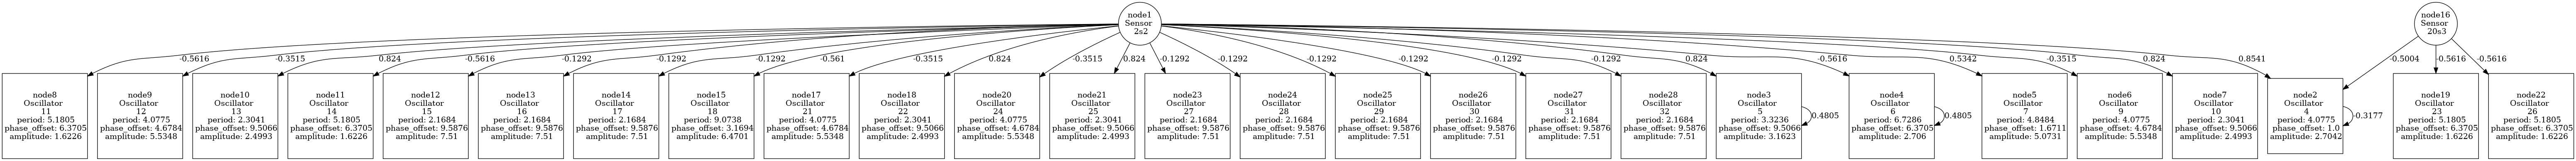 node1
Sensor
2s2
node16
Sensor
20s3
-0.5616
-0.3515
0.824
-0.5616
-0.1292
-0.1292
-0.1292
-0.1292
-0.561
-0.3515
0.824
-0.3515
0.824
-0.1292
-0.1292
-0.1292
-0.1292
-0.1292
-0.1292
0.824
-0.5616
0.5342
-0.3515
0.824
0.8541
-0.5004
-0.5616
-0.5616
node8
Oscillator
11
period: 5.1805
phase_offset: 6.3705
amplitude: 1.6226
node9
Oscillator
12
period: 4.0775
phase_offset: 4.6784
amplitude: 5.5348
node10
Oscillator
13
period: 2.3041
phase_offset: 9.5066
amplitude: 2.4993
node11
Oscillator
14
period: 5.1805
phase_offset: 6.3705
amplitude: 1.6226
node12
Oscillator
15
period: 2.1684
phase_offset: 9.5876
amplitude: 7.51
node13
Oscillator
16
period: 2.1684
phase_offset: 9.5876
amplitude: 7.51
node14
Oscillator
17
period: 2.1684
phase_offset: 9.5876
amplitude: 7.51
node15
Oscillator
18
period: 9.0738
phase_offset: 3.1694
amplitude: 6.4701
node17
Oscillator
21
period: 4.0775
phase_offset: 4.6784
amplitude: 5.5348
node18
Oscillator
22
period: 2.3041
phase_offset: 9.5066
amplitude: 2.4993
node20
Oscillator
24
period: 4.0775
phase_offset: 4.6784
amplitude: 5.5348
node21
Oscillator
25
period: 2.3041
phase_offset: 9.5066
amplitude: 2.4993
node23
Oscillator
27
period: 2.1684
phase_offset: 9.5876
amplitude: 7.51
node24
Oscillator
28
period: 2.1684
phase_offset: 9.5876
amplitude: 7.51
node25
Oscillator
29
period: 2.1684
phase_offset: 9.5876
amplitude: 7.51
node26
Oscillator
30
period: 2.1684
phase_offset: 9.5876
amplitude: 7.51
node27
Oscillator
31
period: 2.1684
phase_offset: 9.5876
amplitude: 7.51
node28
Oscillator
32
period: 2.1684
phase_offset: 9.5876
amplitude: 7.51
node3
Oscillator
5
period: 3.3236
phase_offset: 9.5066
amplitude: 3.1623
0.4805
node4
Oscillator
6
period: 6.7286
phase_offset: 6.3705
amplitude: 2.706
0.4805
node5
Oscillator
7
period: 4.8484
phase_offset: 1.6711
amplitude: 5.0731
node6
Oscillator
9
period: 4.0775
phase_offset: 4.6784
amplitude: 5.5348
node7
Oscillator
10
period: 2.3041
phase_offset: 9.5066
amplitude: 2.4993
node2
Oscillator
4
period: 4.0775
phase_offset: 1.0
amplitude: 2.7042
-0.3177
node19
Oscillator
23
period: 5.1805
phase_offset: 6.3705
amplitude: 1.6226
node22
Oscillator
26
period: 5.1805
phase_offset: 6.3705
amplitude: 1.6226